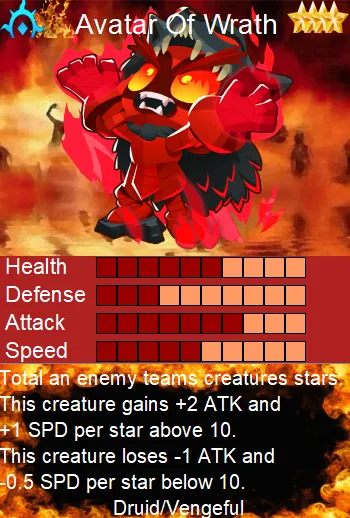 Avatar Of Wrath
Health
Defense
Attack
Speed
Total an enemy teams creatures stars.
This creature gains +2 ATK and
+1 SPD per star above 10.
This creature loses -1 ATK and
-0.5 SPD per star below 10.
Druid/Vengeful